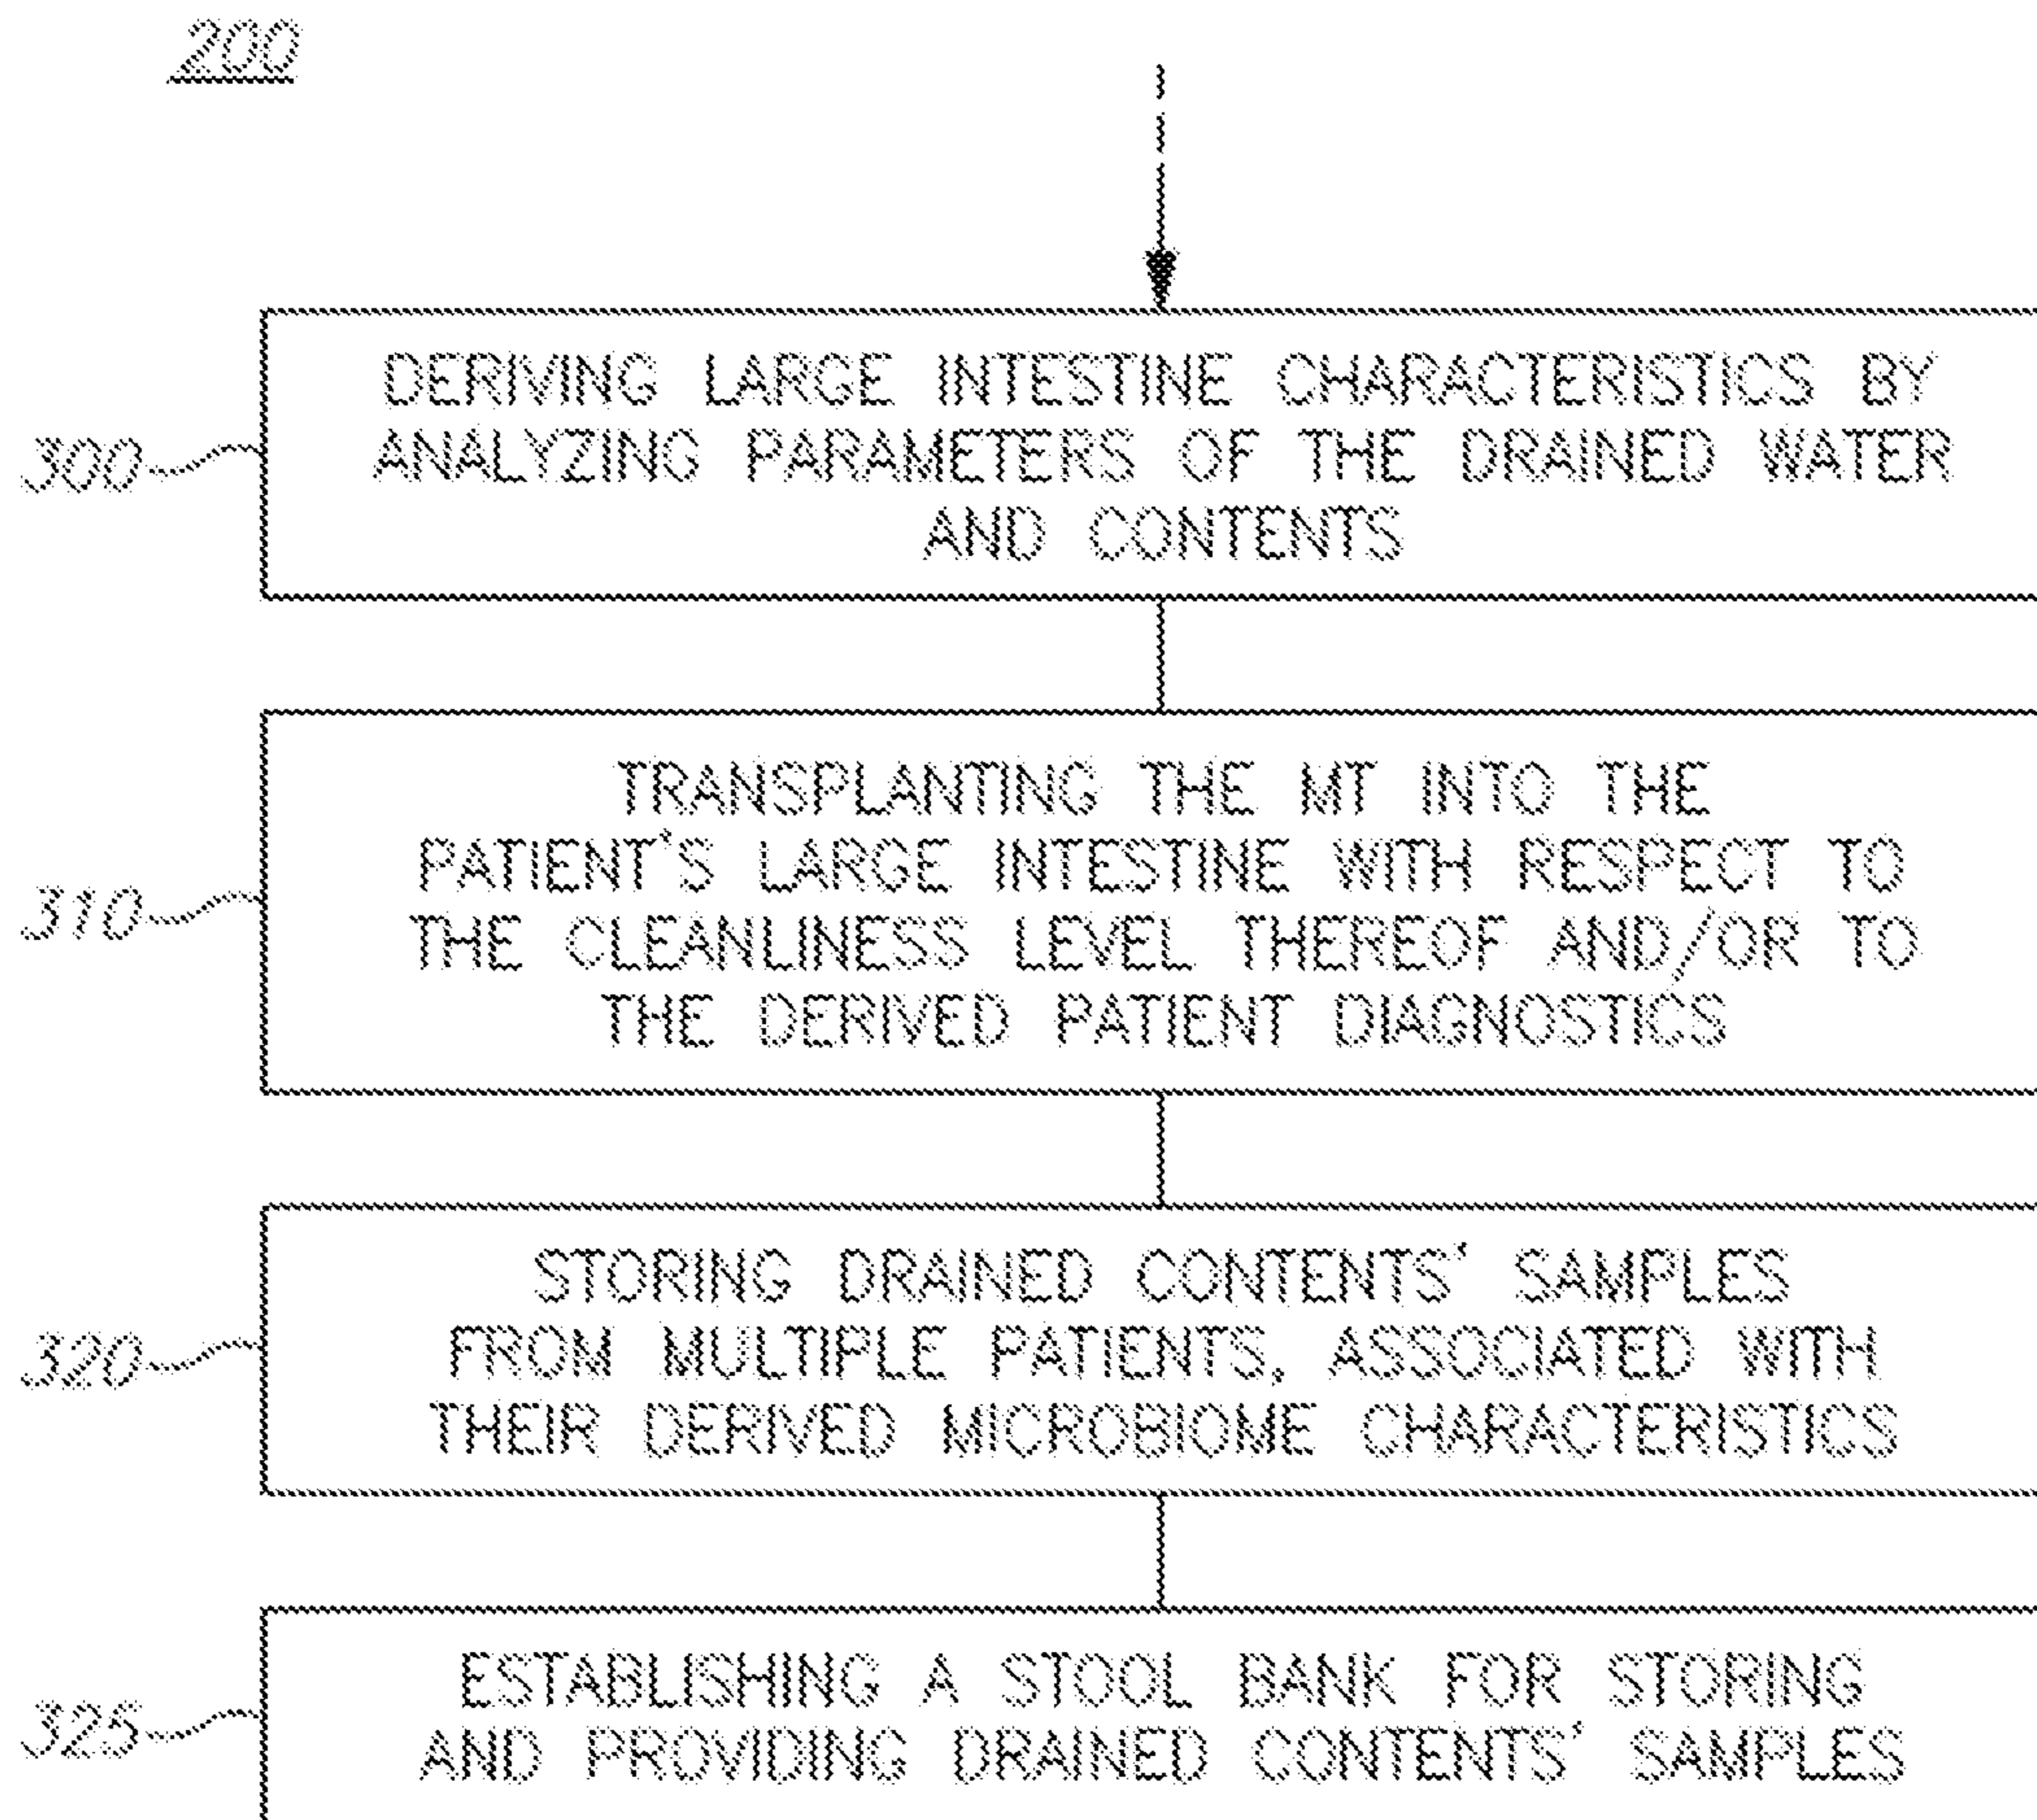 200
300
DERIVING LARGE INTESTINE CHARACTERISTICS BY
ANALYZING PARAMETERS OF THE DRAINED WATER
AND CONTENTS
310
TRANSPLANTING THE MT INTO THE
PATIENT'S LARGE INTESTINE WITH RESPECT TO
THE CLEANLINESS LEVEL THEREOF AND/OR TO
THE DERIVED PATIENT DIAGNOSTICS
320
STORING DRAINED CONTENTS' SAMPLES
FROM MULTIPLE PATIENTS, ASSOCIATED WITH
THEIR DERIVED MICROBIOME CHARACTERISTICS
325
ESTABLISHING A STOOL BANK FOR STORING
AND PROVIDING DRAINED CONTENTS' SAMPLES